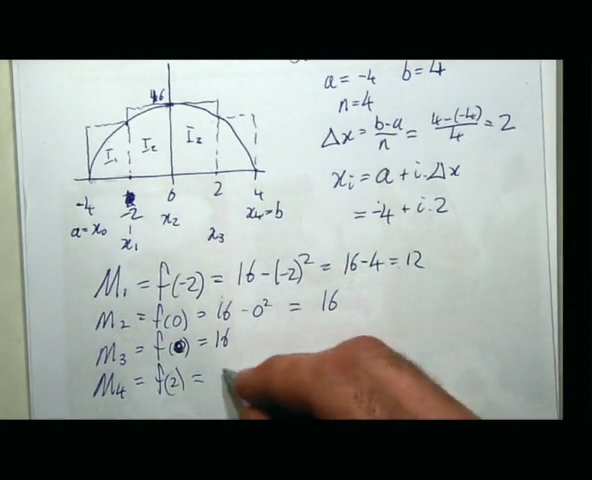 a = -4 b = 4
n = 4
Δx = b-a/n = 4-(-4)/4 = 2
xᵢ = a + i.Δx
= -4 + i.2
16
I₁ I₂ I₃
-4 -2 0 2 4
a=x₀ x₁ x₂ x₃ x₄=b
M₁ = f(-2) = 16-(-2)² = 16-4 = 12
M₂ = f(0) = 16 - 0² = 16
M₃ = f(0) = 16
M₄ = f(2) =